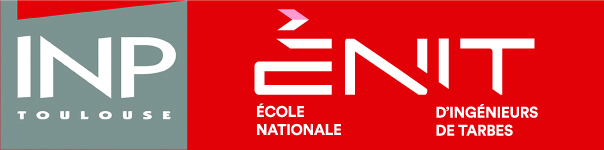 INP
TOULOUSE
ÈNIT
ÉCOLE
NATIONALE
D'INGÉNIEURS
DE TARBES